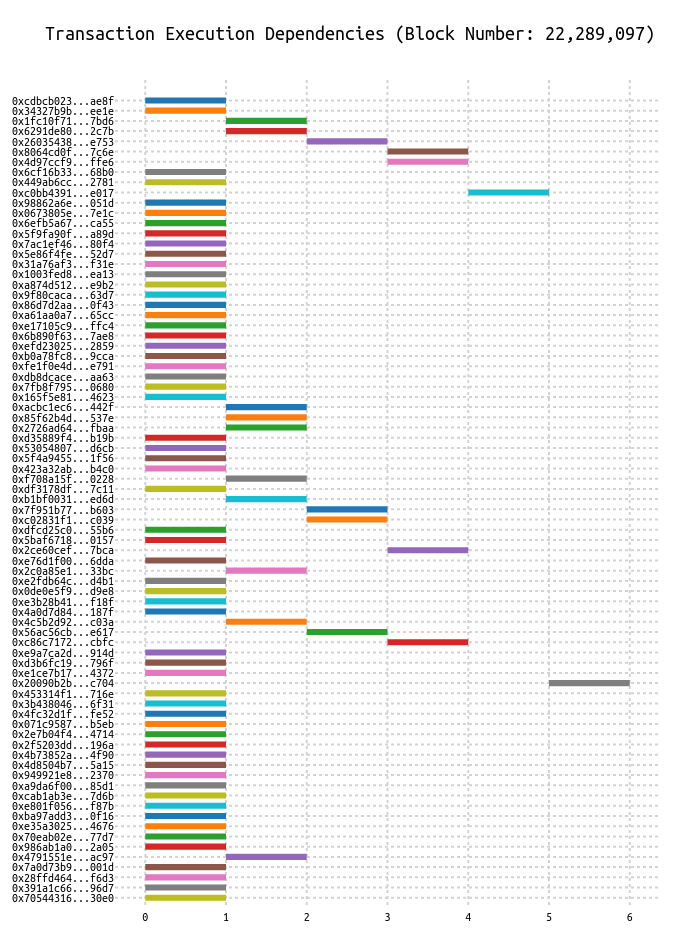 Transaction Execution Dependencies (Block Number: 22,289,097)
0xcdbcb023...ae8f
0x34327b9b...ee1e
0x1fc10f71...7bd6
0x6291de80...2c7b
0x26035438...e753
0x8064cd0f...7c6e
0x4d97ccf9...ffe6
0x6cf16b33...68b0
0x449ab6cc...2781
0xc0bb4391...e017
0x98862a6e...051d
0x0673805e...7e1c
0x6efb5a67...ca55
0x5f9fa90f...a89d
0x7ac1ef46...80f4
0x5e86f4fe...52d7
0x31a76af3...f31e
0x1003fed8...ea13
0xa874d512...e9b2
0x9f80caca...63d7
0x86d7d2aa...0f43
0xa61aa0a7...65cc
0xe17105c9...ffc4
0x6b890f63...7ae8
0xefd23025...2859
0xb0a78fc8...9cca
0xfe1f0e4d...e791
0xdb8dcace...aa63
0x7fb8f795...0680
0x165f5e81...4623
0xacbc1ec6...442f
0x85f62b4d...537e
0x2726ad64...fbaa
0xd35889f4...b19b
0x53054807...d6cb
0x5f4a9455...1f56
0x423a32ab...b4c0
0xf708a15f...0228
0xdf3178df...7c11
0xb1bf0031...ed6d
0x7f951b77...b603
0xc02831f1...c039
0xdfcd25c0...55b6
0x5baf6718...0157
0x2ce60cef...7bca
0xe76d1f00...6dda
0x2c0a85e1...33bc
0xe2fdb64c...d4b1
0x0de0e5f9...d9e8
0xe3b28b41...f18f
0x4a0d7d84...187f
0x4c5b2d92...c03a
0x56ac56cb...e617
0xc86c7172...cbfc
0xe9a7ca2d...914d
0xd3b6fc19...796f
0xe1ce7b17...4372
0x20090b2b...c704
0x453314f1...716e
0x3b438046...6f31
0x4fc32d1f...fe52
0x071c9587...b5eb
0x2e7b04f4...4714
0x2f5203dd...196a
0x4b73852a...4f90
0x4d8504b7...5a15
0x949921e8...2370
0xa9da6f00...85d1
0xcab1ab3e...7d6b
0xe801f056...f87b
0xba97add3...0f16
0xe35a3025...4676
0x70eab02e...77d7
0x986ab1a0...2a05
0x4791551e...ac97
0x7a0d73b9...001d
0x28ffd464...f6d3
0x391a1c66...96d7
0x70544316...30e0
0 1 2 3 4 5 6